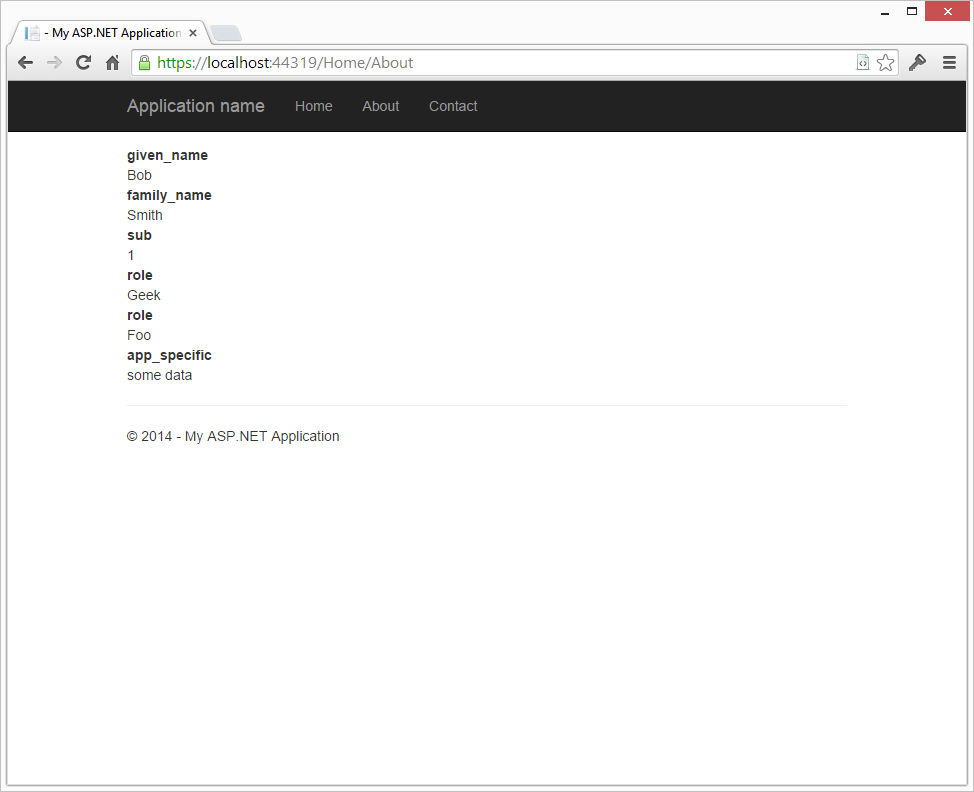 - My ASP.NET Application
https://localhost:44319/Home/About
Application name Home About Contact
given_name
Bob
family_name
Smith
sub
1
role
Geek
role
Foo
app_specific
some data
© 2014 - My ASP.NET Application